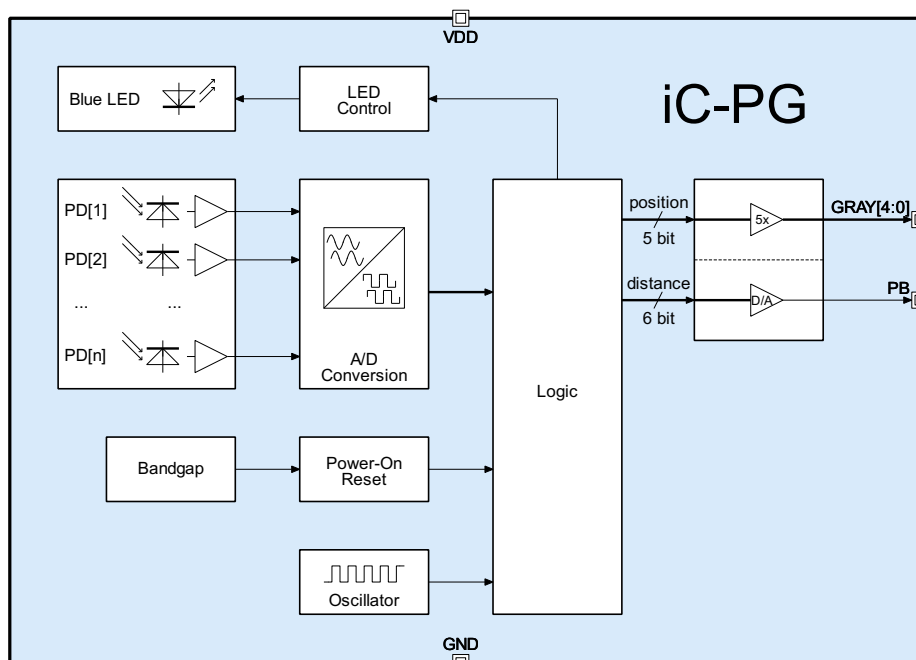 VDD
iC-PG
Blue LED
LED
Control
PD[1]
PD[2]
... ...
PD[n]
A/D
Conversion
Logic
position
5 bit
distance
6 bit
5x
D/A
GRAY[4:0]
PB
Bandgap
Power-On
Reset
Oscillator
GND